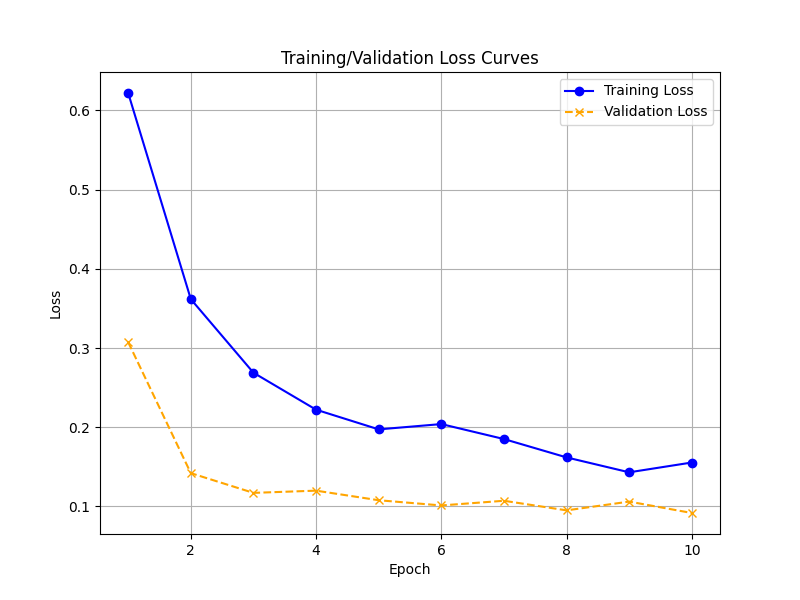 Training/Validation Loss Curves
Training Loss
Validation Loss
0.6
0.5
0.4
0.3
0.2
0.1
Loss
2 4 6 8 10
Epoch